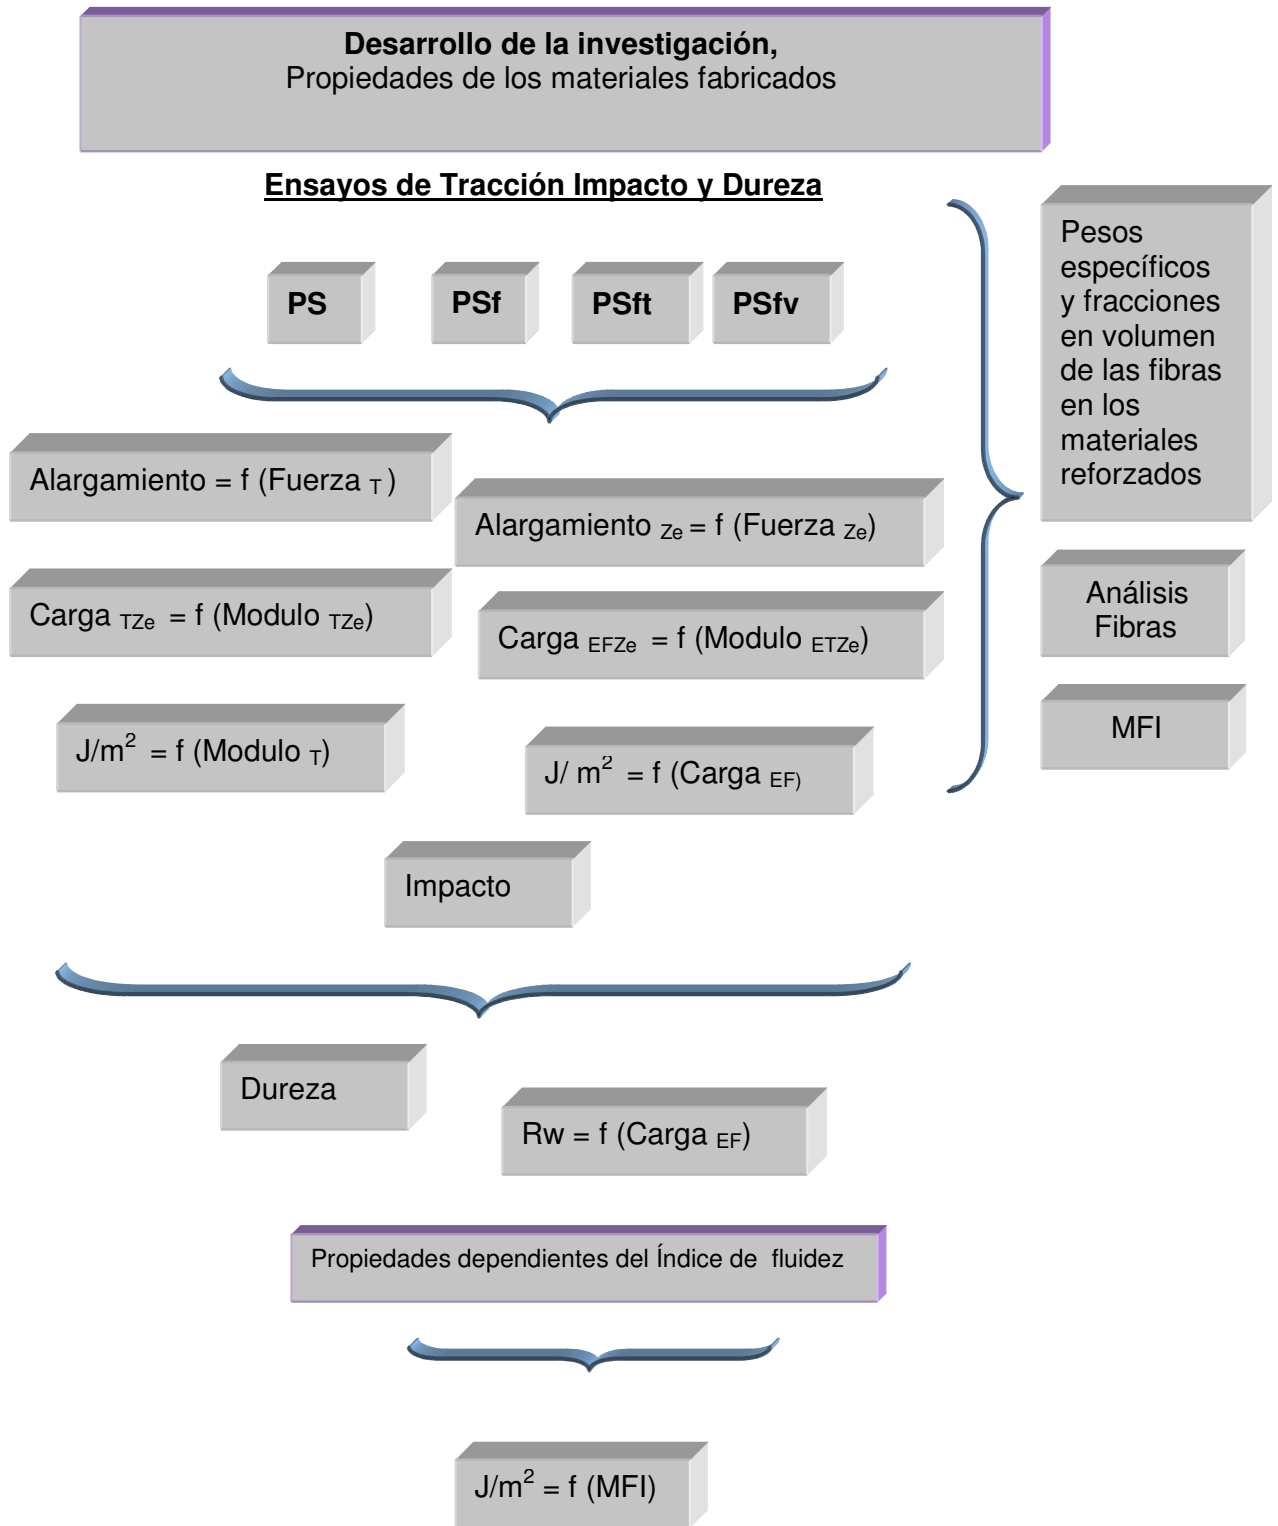 Desarrollo de la investigación,
Propiedades de los materiales fabricados
Ensayos de Tracción Impacto y Dureza
PS
PSf
PSft
PSfv
Alargamiento = f (Fuerza T )
Alargamiento Ze = f (Fuerza Ze)
Carga TZe = f (Modulo TZe)
Carga EFZe = f (Modulo ETZe)
J/m² = f (Modulo T)
J/ m² = f (Carga EF)
Pesos
específicos
y fracciones
en volumen
de las fibras
en los
materiales
reforzados
Análisis
Fibras
MFI
Impacto
Dureza
Rw = f (Carga EF)
Propiedades dependientes del Índice de fluidez
J/m² = f (MFI)